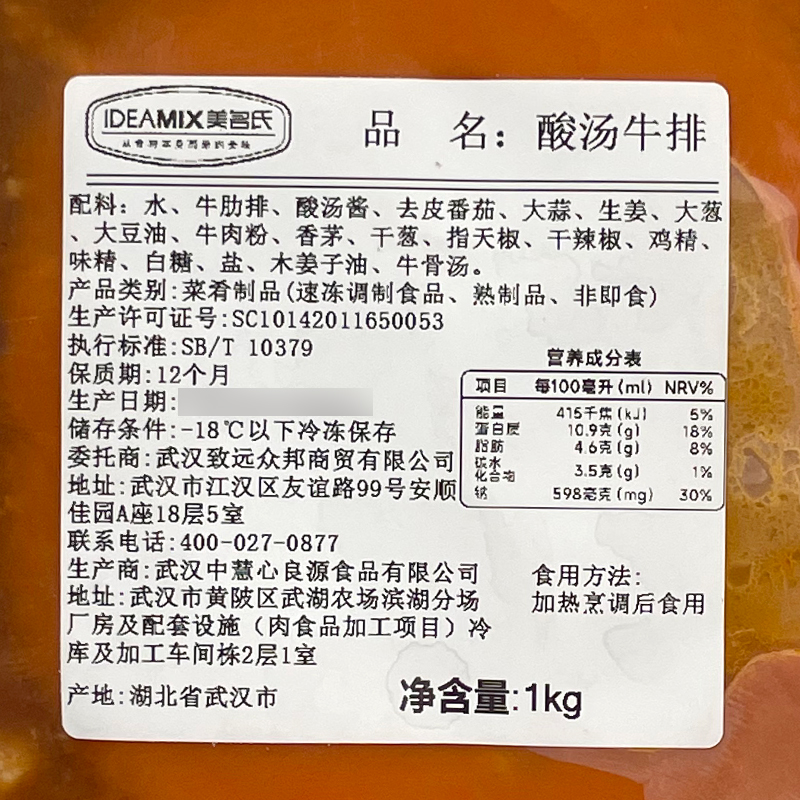 IDEAMIX美名氏
品 名：酸汤牛排
配料：水、牛肋排、酸汤酱、去皮番茄、大蒜、生姜、大葱
、大豆油、牛肉粉、香茅、干葱、指天椒、干辣椒、鸡精、
味精、白糖、盐、木姜子油、牛骨汤。
产品类别:菜肴制品(速冻调制食品、熟制品、非即食)
生产许可证号:SC10142011650053
执行标准:SB/T 10379
保质期:12个月
生产日期:
储存条件:-18℃以下冷冻保存
委托商:武汉致远众邦商贸有限公司
地址:武汉市江汉区友谊路99号安顺
佳园A座18层5室
联系电话:400-027-0877
生产商:武汉中慧心良源食品有限公司
地址:武汉市黄陂区武湖农场滨湖分场
厂房及配套设施（肉食品加工项目）冷
库及加工车间栋2层1室
产地:湖北省武汉市
营养成分表
项目 每100毫升(ml) NRV%
能量 415千焦(kJ) 5%
蛋白质 10.9克(g) 18%
脂肪 4.6克(g) 8%
碳水
化合物 3.5克(g) 1%
钠 598毫克(mg) 30%
食用方法:
加热烹调后食用
净含量:1kg